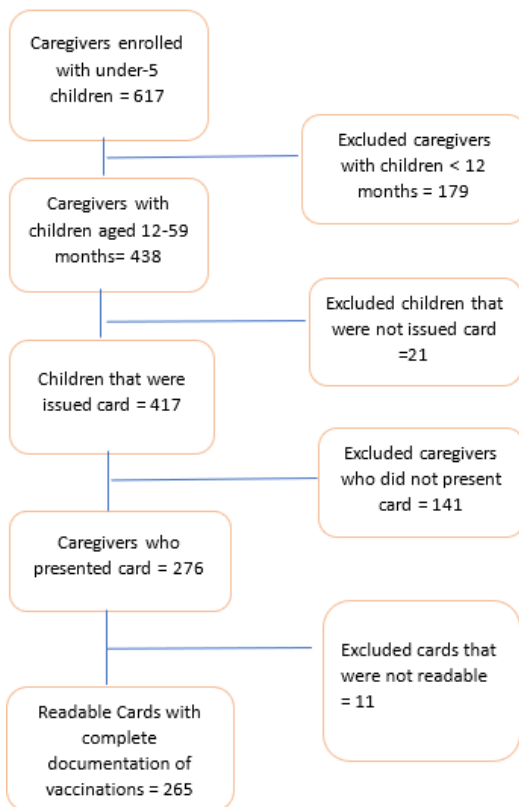 Caregivers enrolled
with under-5
children = 617
Excluded caregivers
with children < 12
months = 179
Caregivers with
children aged 12-59
months= 438
Excluded children that
were not issued card
=21
Children that were
issued card = 417
Excluded caregivers
who did not present
card = 141
Caregivers who
presented card = 276
Excluded cards that
were not readable
= 11
Readable Cards with
complete
documentation of
vaccinations = 265